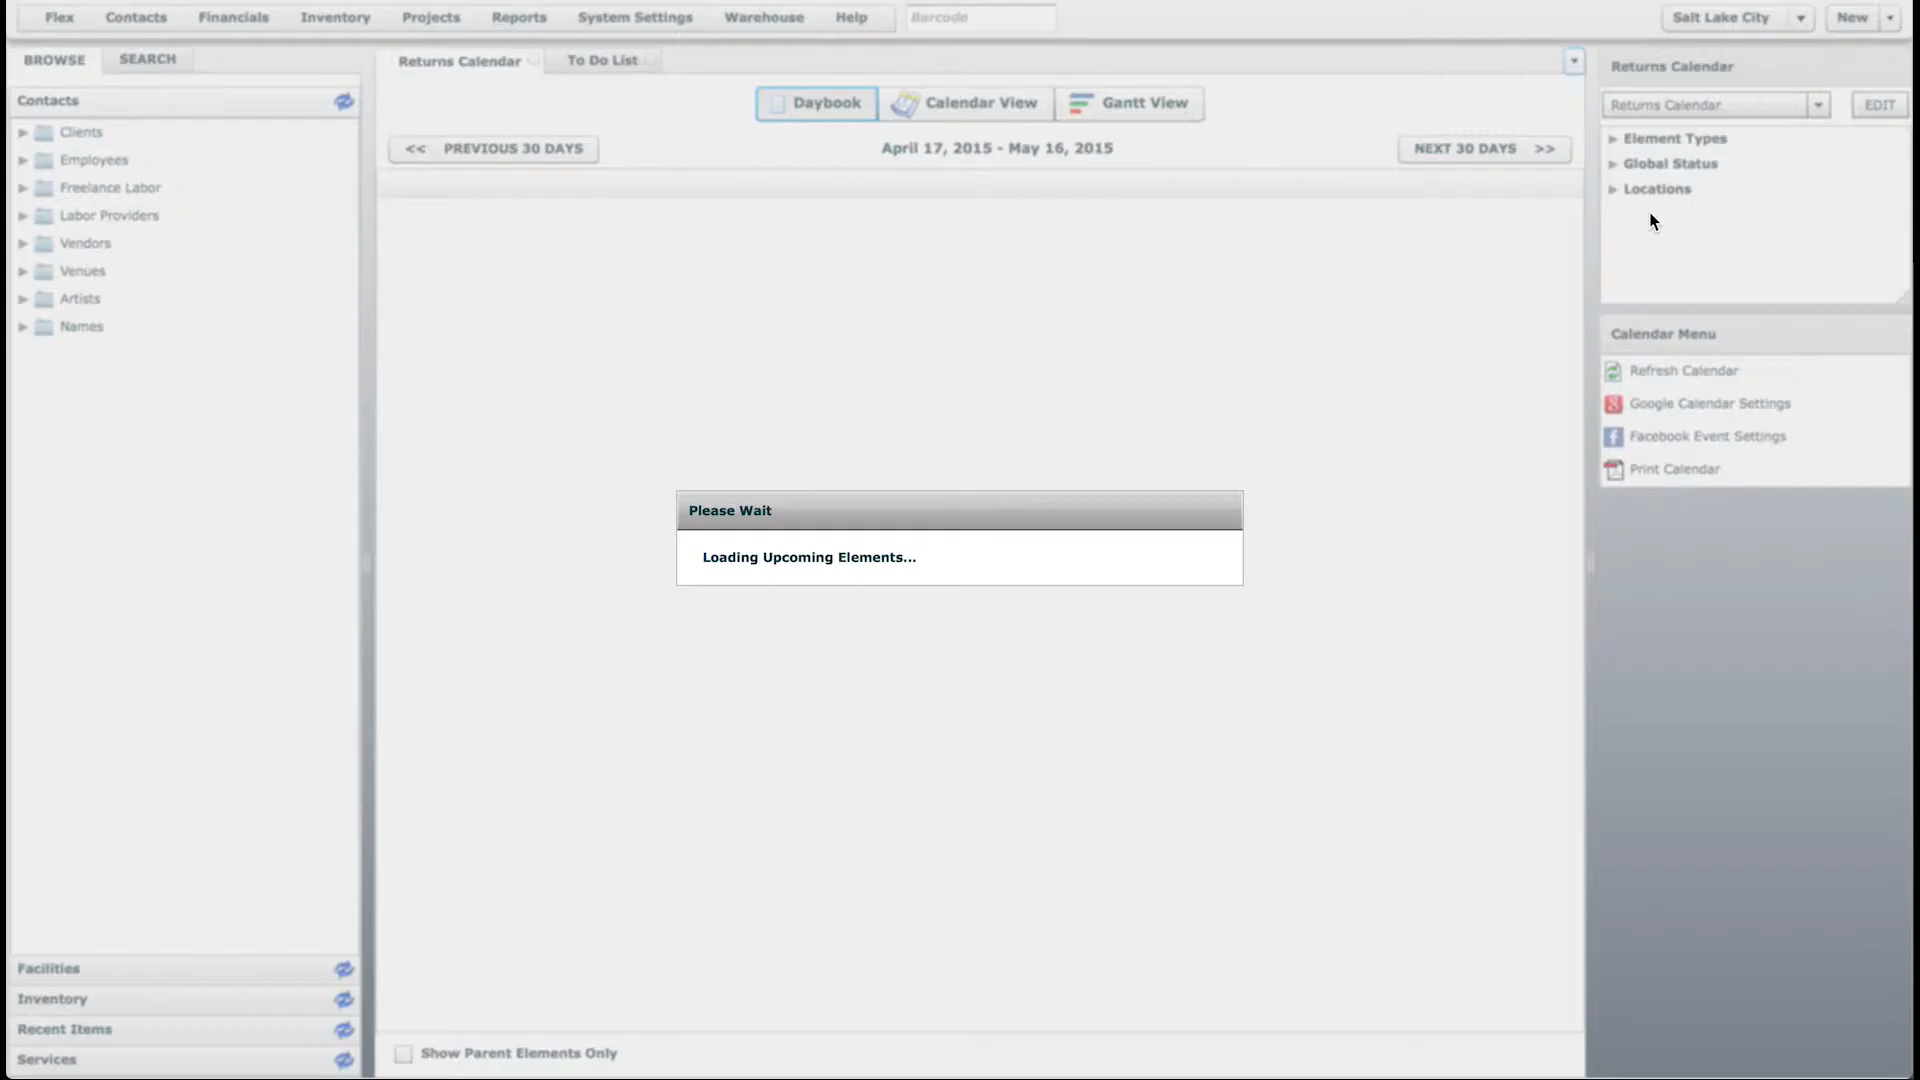 Flex Contacts Financials Inventory Projects Reports System Settings Warehouse Help Barcode Salt Lake City New
BROWSE SEARCH
Contacts
Clients
Employees
Freelance Labor
Labor Providers
Vendors
Venues
Artists
Names
Facilities
Inventory
Recent Items
Services
Returns Calendar To Do List
Daybook Calendar View Gantt View
<< PREVIOUS 30 DAYS April 17, 2015 - May 16, 2015 NEXT 30 DAYS >>
Please Wait
Loading Upcoming Elements...
Show Parent Elements Only
Returns Calendar
Returns Calendar EDIT
Element Types
Global Status
Locations
Calendar Menu
Refresh Calendar
Google Calendar Settings
Facebook Event Settings
Print Calendar